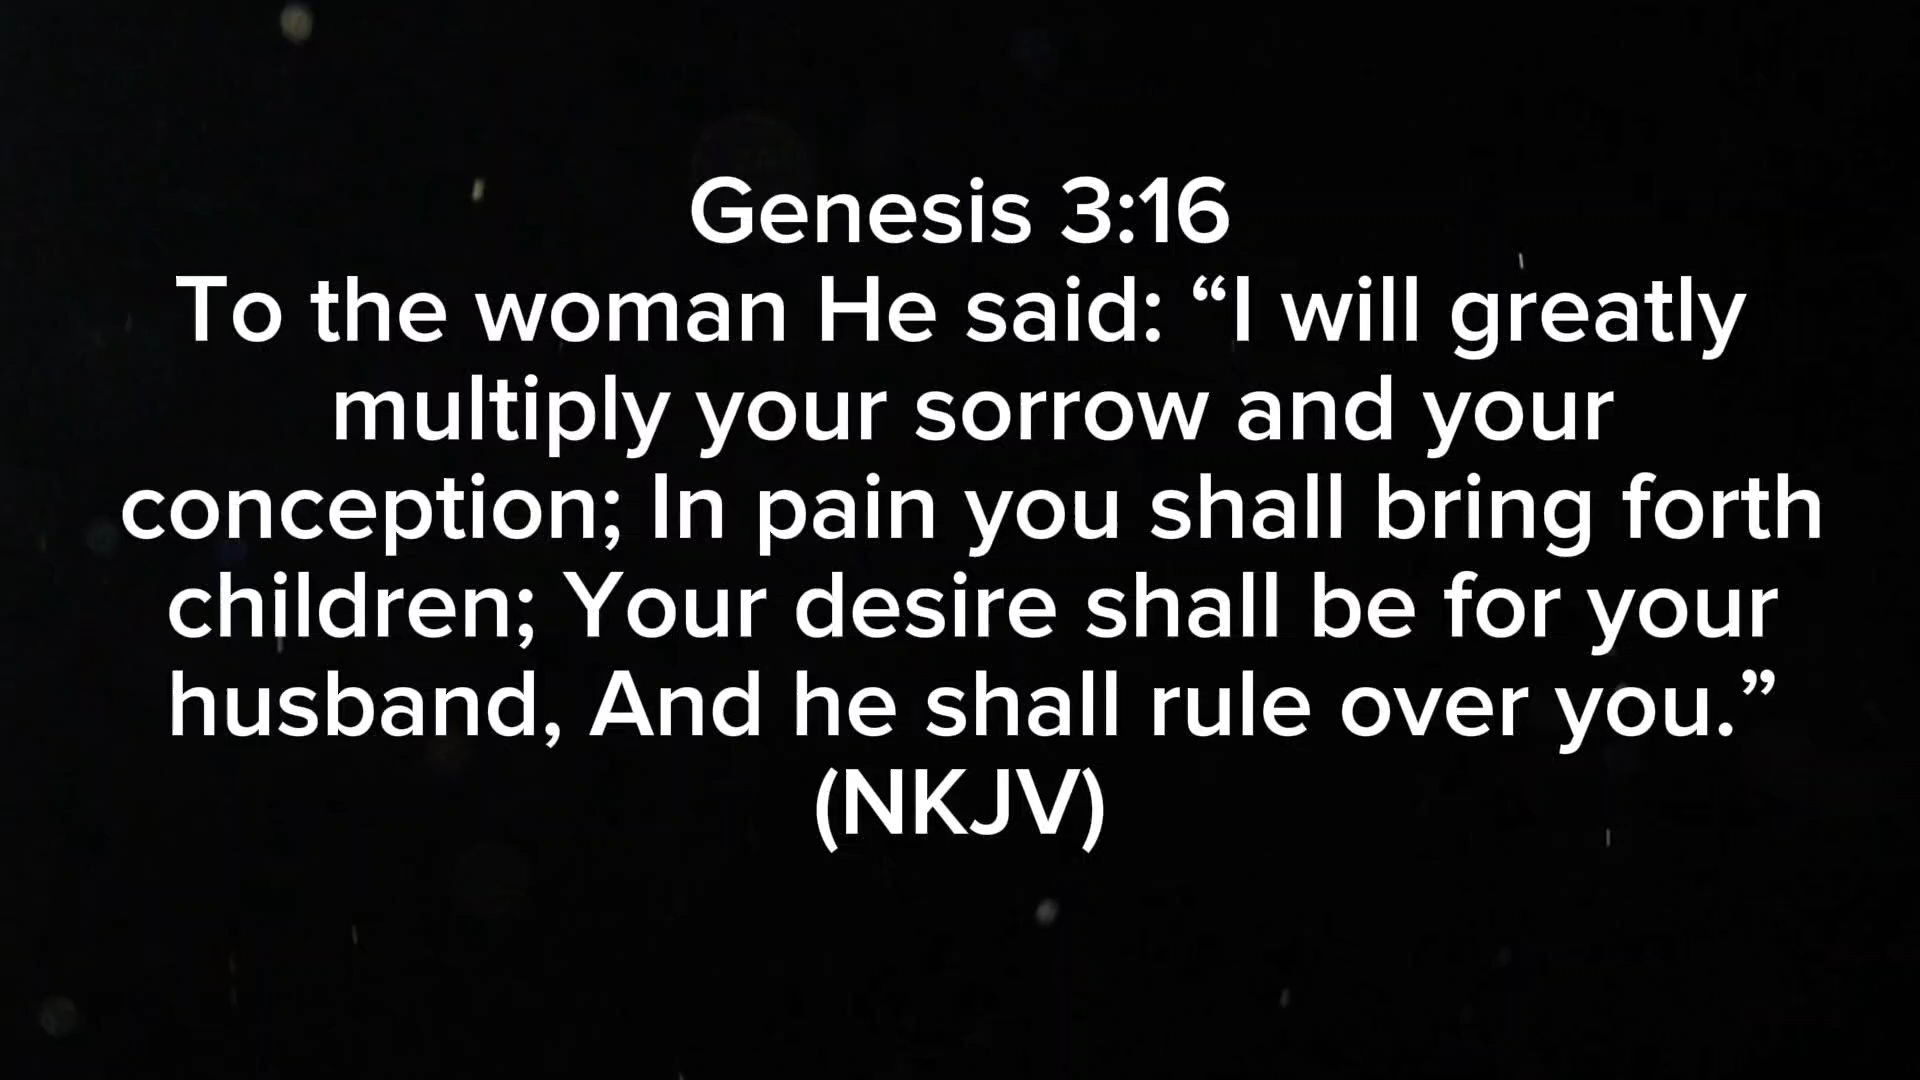 Genesis 3:16
To the woman He said: “I will greatly
multiply your sorrow and your
conception; In pain you shall bring forth
children; Your desire shall be for your
husband, And he shall rule over you.”
(NKJV)